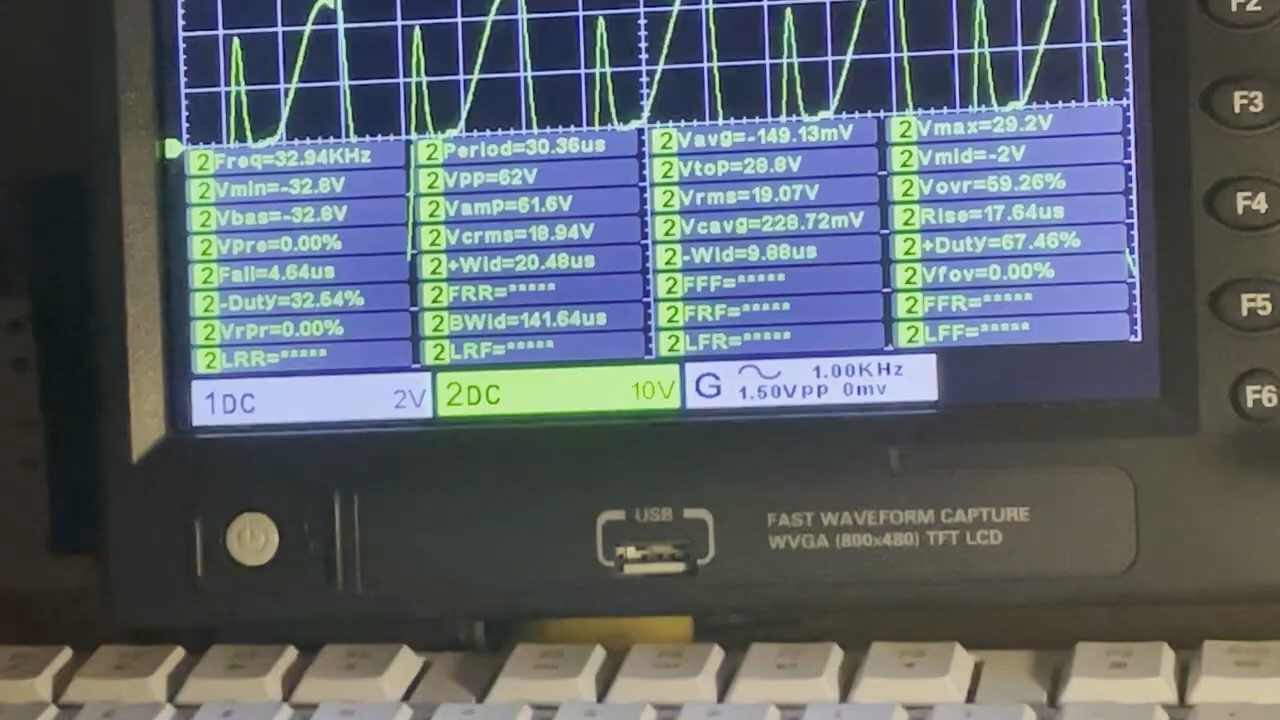 F2
F3
F4
F5
F6
2 Freq=32.94KHz 2 Period=30.36us 2 Vavg=-149.13mV 2 Vmax=29.2V
2 Vmin=-32.8V 2 Vpp=62V 2 Vtop=28.8V 2 Vmid=-2V
2 Vbas=-32.8V 2 Vamp=61.6V 2 Vrms=19.07V 2 Vovr=59.26%
2 Vpre=0.00% 2 Vcrms=18.94V 2 Vcavg=228.72mV 2 Rise=17.64us
2 Fall=4.64us 2 +Wid=20.48us 2 -Wid=9.88us 2 +Duty=67.46%
2 -Duty=32.54% 2 FRR=***** 2 FFF=***** 2 Vfov=0.00%
2 Vrpr=0.00% 2 BWid=141.64us 2 FRF=***** 2 FFR=*****
2 LRR=***** 2 LRF=***** 2 LFR=***** 2 LFF=*****
1DC 2V 2DC 10V G 1.00KHz
1.50Vpp 0mv
USB
FAST WAVEFORM CAPTURE
WVGA (800x480) TFT LCD